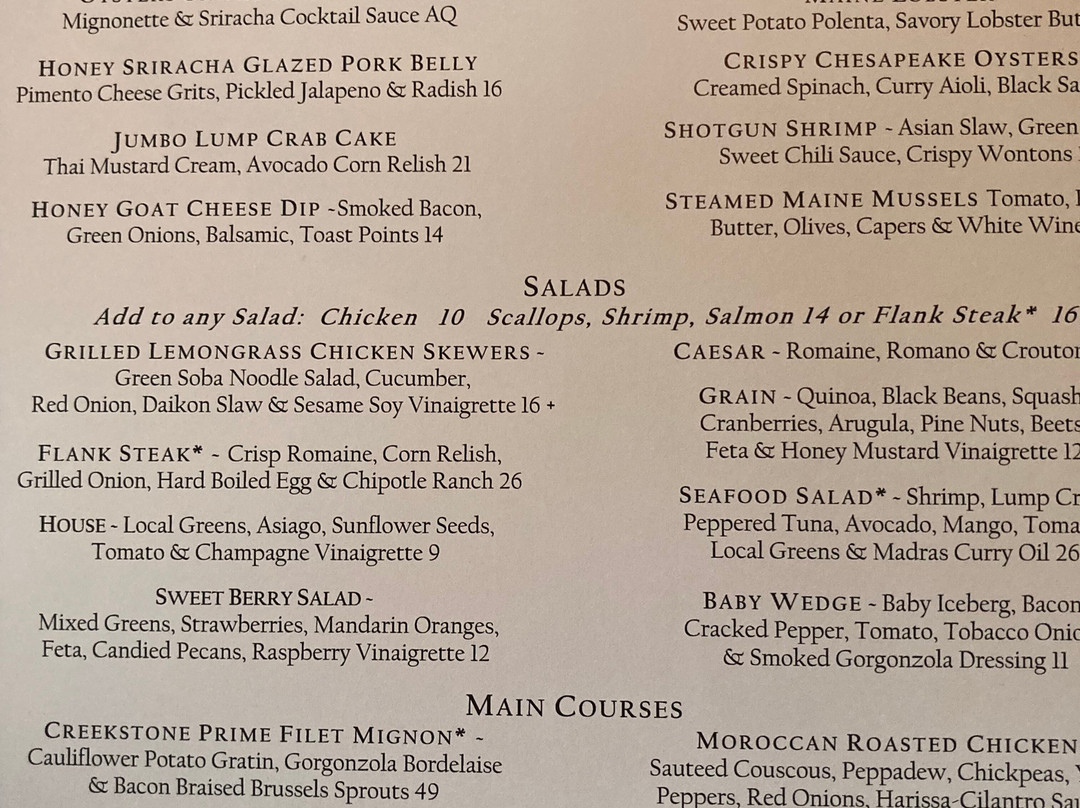 Mignonette & Sriracha Cocktail Sauce AQ
HONEY SRIRACHA GLAZED PORK BELLY
Pimento Cheese Grits, Pickled Jalapeno & Radish 16
JUMBO LUMP CRAB CAKE
Thai Mustard Cream, Avocado Corn Relish 21
HONEY GOAT CHEESE DIP ~Smoked Bacon,
Green Onions, Balsamic, Toast Points 14
Sweet Potato Polenta, Savory Lobster
CRISPY CHESAPEAKE OYSTERS
Creamed Spinach, Curry Aioli, Black
SHOTGUN SHRIMP ~ Asian Slaw, Green
Sweet Chili Sauce, Crispy Wontons
STEAMED MAINE MUSSELS Tomato,
Butter, Olives, Capers & White Wine
SALADS
Add to any Salad: Chicken 10 Scallops, Shrimp, Salmon 14 or Flank Steak* 16
GRILLED LEMONGRASS CHICKEN SKEWERS ~
Green Soba Noodle Salad, Cucumber,
Red Onion, Daikon Slaw & Sesame Soy Vinaigrette 16 +
FLANK STEAK* ~ Crisp Romaine, Corn Relish,
Grilled Onion, Hard Boiled Egg & Chipotle Ranch 26
HOUSE ~ Local Greens, Asiago, Sunflower Seeds,
Tomato & Champagne Vinaigrette 9
SWEET BERRY SALAD ~
Mixed Greens, Strawberries, Mandarin Oranges,
Feta, Candied Pecans, Raspberry Vinaigrette 12
CAESAR ~ Romaine, Romano &
GRAIN ~ Quinoa, Black Beans, Squash
Cranberries, Arugula, Pine Nuts, Beets
Feta & Honey Mustard Vinaigrette 12
SEAFOOD SALAD* ~ Shrimp, Lump
Peppered Tuna, Avocado, Mango,
Local Greens & Madras Curry Oil 26
BABY WEDGE ~ Baby Iceberg, Bacon
Cracked Pepper, Tomato, Tobacco
& Smoked Gorgonzola Dressing 11
MAIN COURSES
CREEKSTONE PRIME FILET MIGNON* ~
Cauliflower Potato Gratin, Gorgonzola Bordelaise
& Bacon Braised Brussels Sprouts 49
MOROCCAN ROASTED CHICKEN
Sauteed Couscous, Peppadew, Chickpeas,
Peppers, Red Onions, Harissa-Cilantro